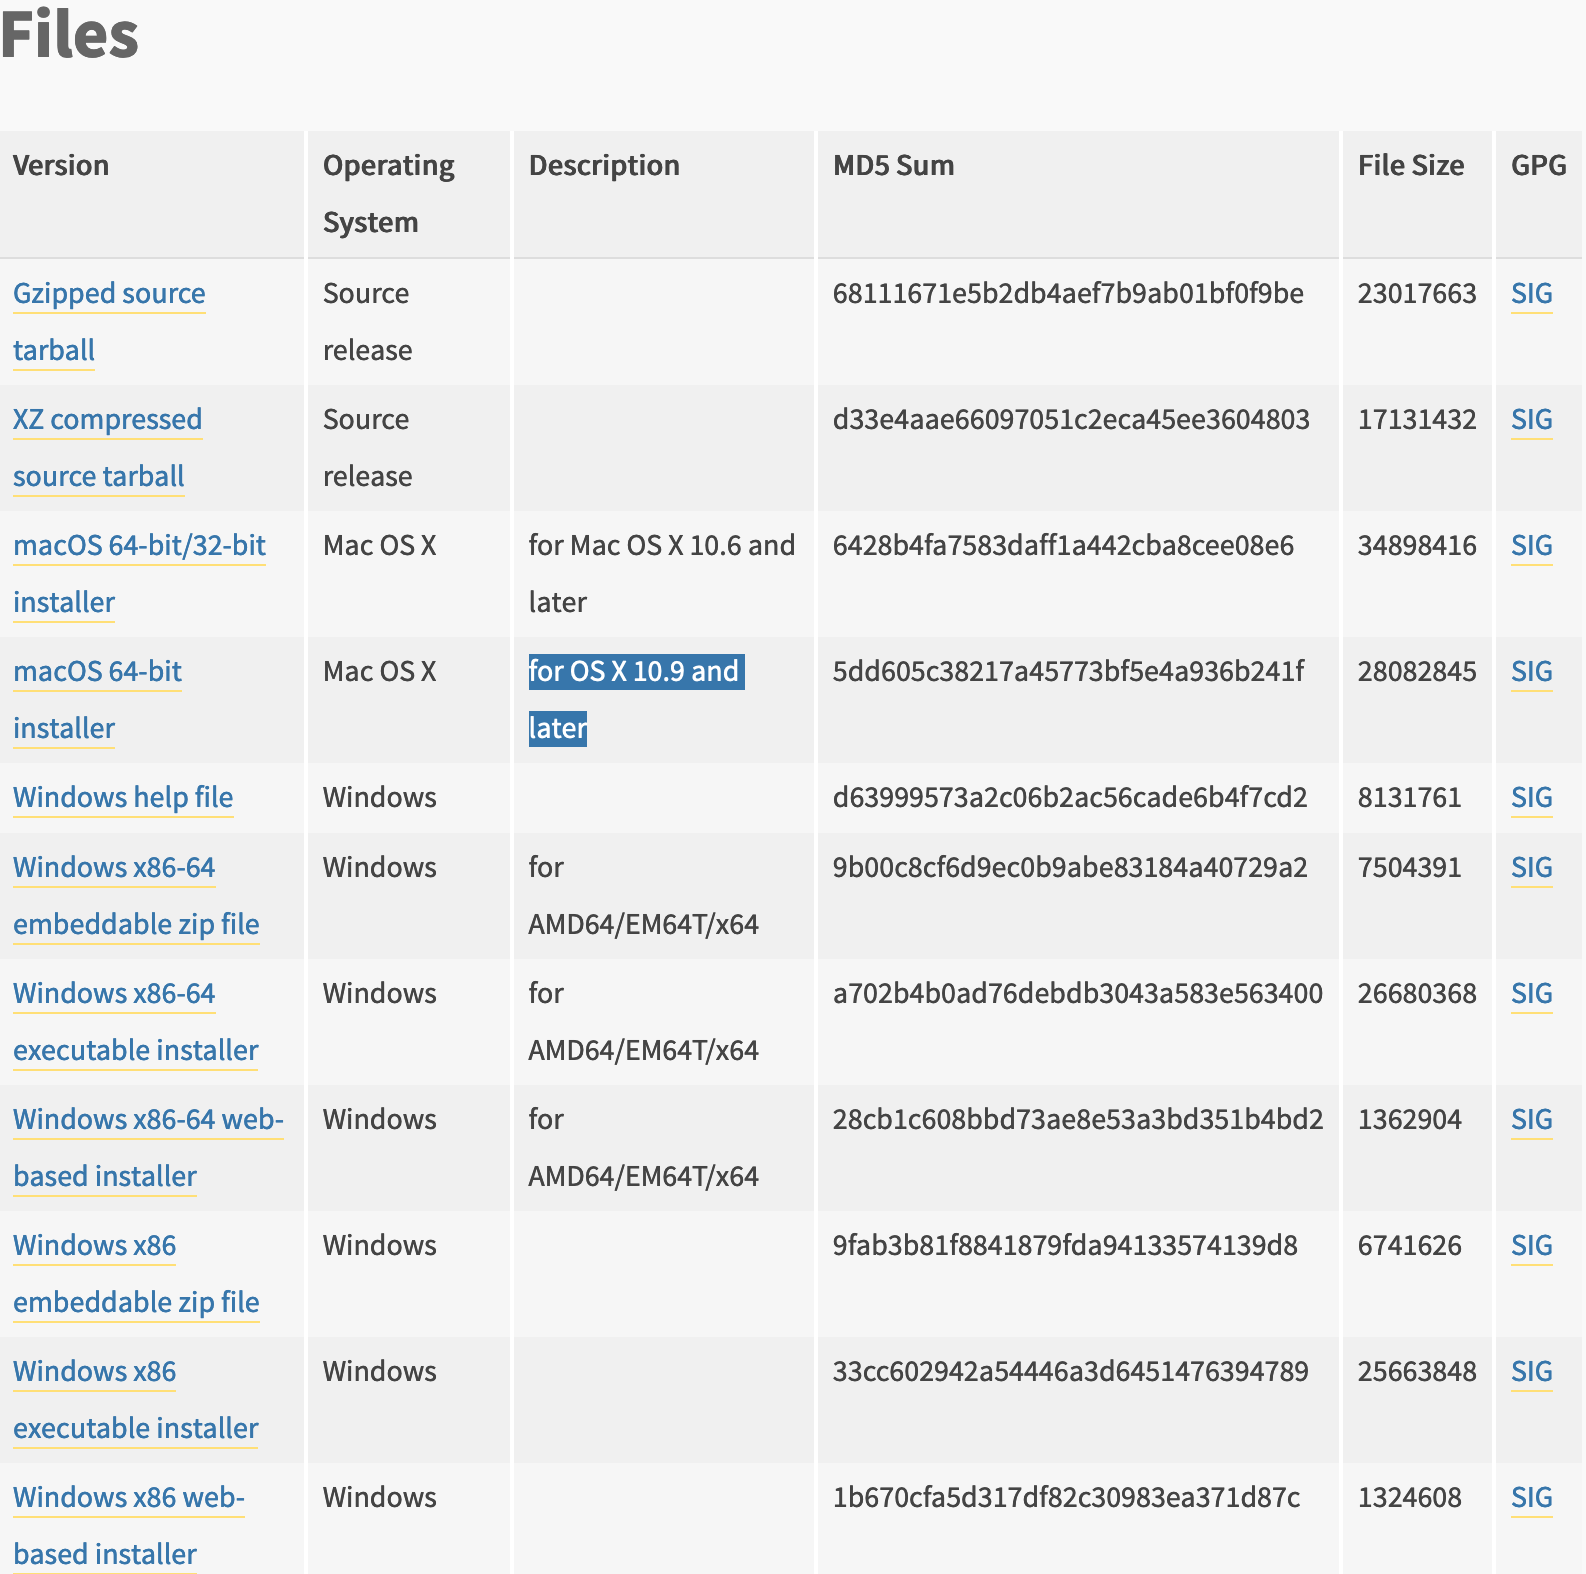 Files
Version Operating Description MD5 Sum File Size GPG
System
Gzipped source Source 68111671e5b2db4aef7b9ab01bf0f9be 23017663 SIG
tarball release
XZ compressed Source d33e4aae66097051c2eca45ee3604803 17131432 SIG
source tarball release
macOS 64-bit/32-bit Mac OS X for Mac OS X 10.6 and 6428b4fa7583daff1a442cba8cee08e6 34898416 SIG
installer later
macOS 64-bit Mac OS X for OS X 10.9 and 5dd605c38217a45773bf5e4a936b241f 28082845 SIG
installer later
Windows help file Windows d63999573a2c06b2ac56cade6b4f7cd2 8131761 SIG
Windows x86-64 Windows for 9b00c8cf6d9ec0b9abe83184a40729a2 7504391 SIG
embeddable zip file AMD64/EM64T/x64
Windows x86-64 Windows for a702b4b0ad76debdb3043a583e563400 26680368 SIG
executable installer AMD64/EM64T/x64
Windows x86-64 web- Windows for 28cb1c608bbd73ae8e53a3bd351b4bd2 1362904 SIG
based installer AMD64/EM64T/x64
Windows x86 Windows 9fab3b81f8841879fda94133574139d8 6741626 SIG
embeddable zip file
Windows x86 Windows 33cc602942a54446a3d6451476394789 25663848 SIG
executable installer
Windows x86 web- Windows 1b670cfa5d317df82c30983ea371d87c 1324608 SIG
based installer